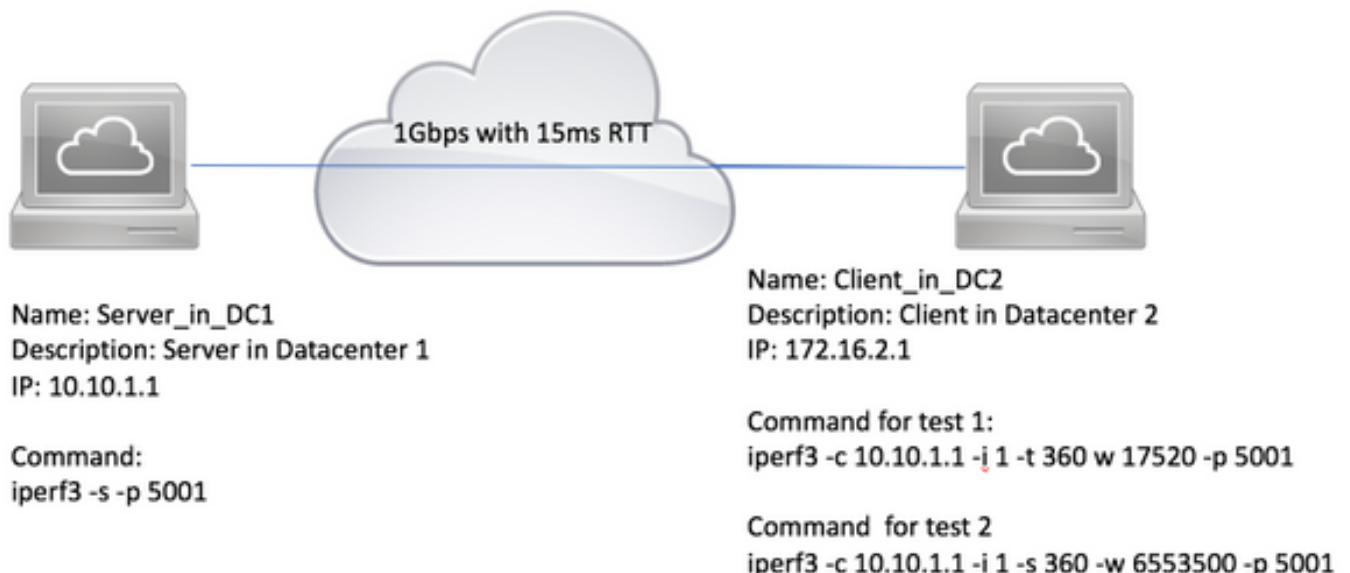 1Gbps with 15ms RTT
Name: Server_in_DC1
Description: Server in Datacenter 1
IP: 10.10.1.1
Command:
iperf3 -s -p 5001
Name: Client_in_DC2
Description: Client in Datacenter 2
IP: 172.16.2.1
Command for test 1:
iperf3 -c 10.10.1.1 -i 1 -t 360 w 17520 -p 5001
Command for test 2
iperf3 -c 10.10.1.1 -i 1 -s 360 -w 6553500 -p 5001